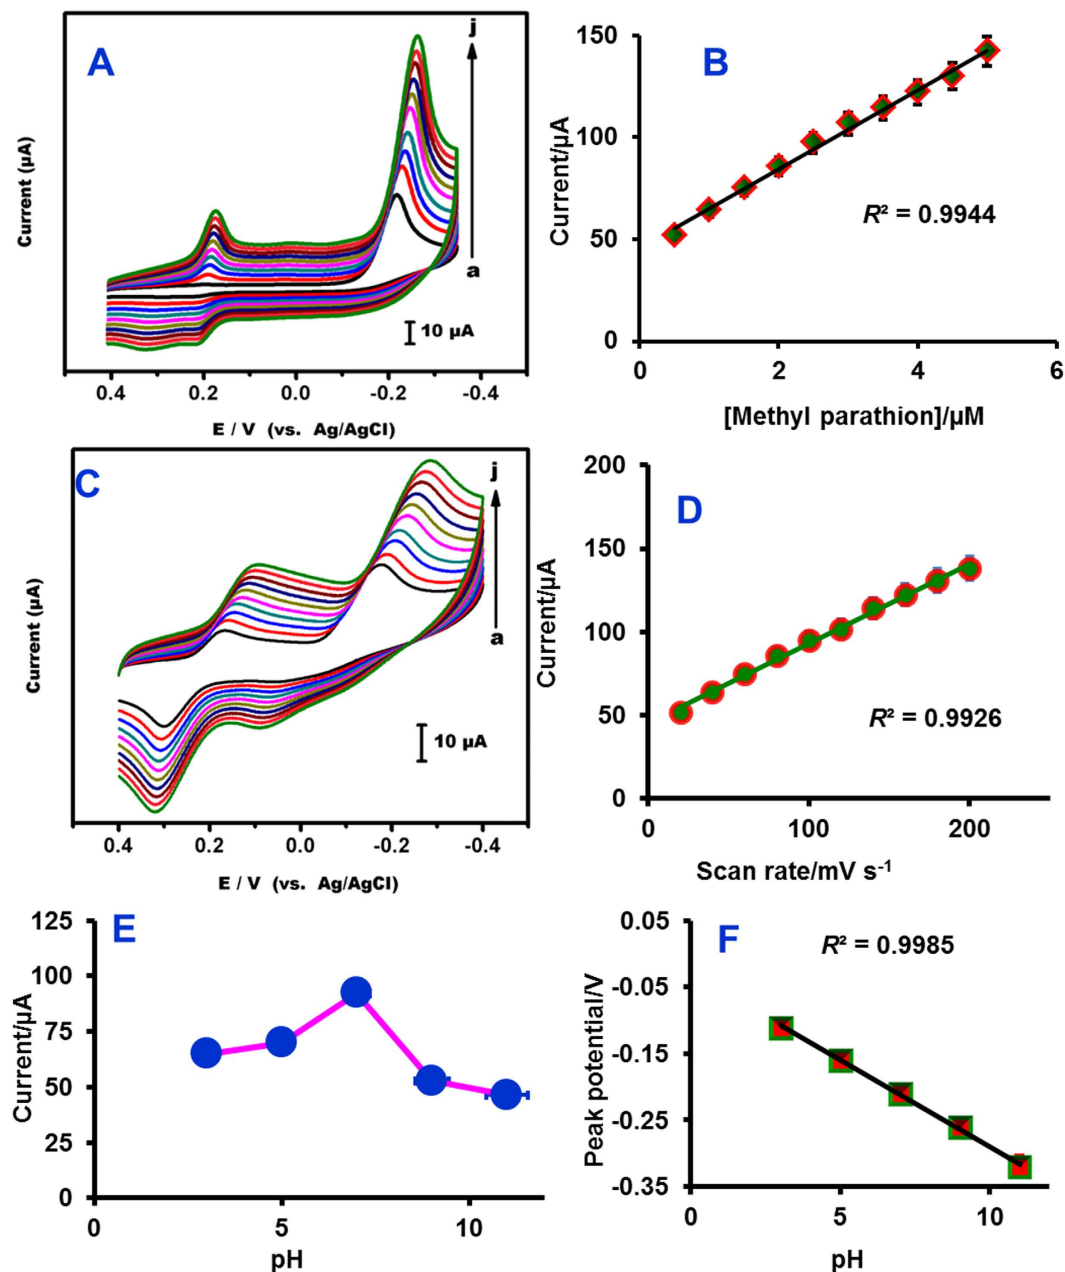 A
j
a
Current (µA)
10 µA
0.4 0.2 0.0 -0.2 -0.4
E / V (vs. Ag/AgCl)
B
150
100
50
0
Current/µA
R² = 0.9944
0 2 4 6
[Methyl parathion]/µM
C
j
a
Current (µA)
10 µA
0.4 0.2 0.0 -0.2 -0.4
E / V (vs. Ag/AgCl)
D
200
150
100
50
0
Current/µA
R² = 0.9926
0 100 200
Scan rate/mV s⁻¹
E
125
100
75
50
25
0
Current/µA
0 5 10
pH
F
R² = 0.9985
0.05
-0.05
-0.15
-0.25
-0.35
Peak potential/V
0 5 10
pH